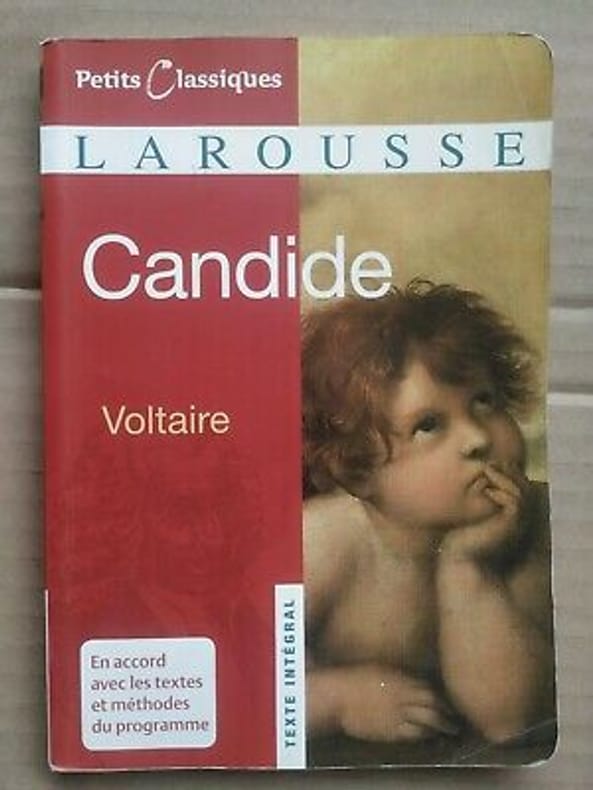 Petits Classiques
LAROUSSE
Candide
Voltaire
En accord
avec les textes
et méthodes
du programme
TEXTE INTÉGRAL